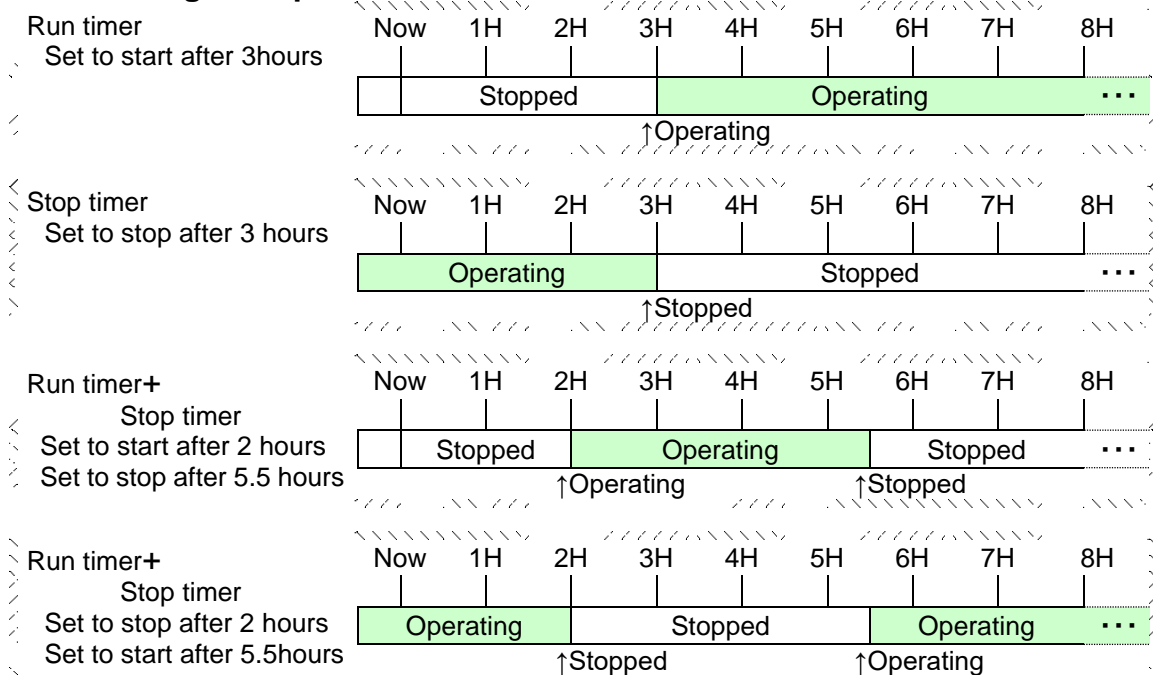 Run timer
Set to start after 3hours
Now 1H 2H 3H 4H 5H 6H 7H 8H
Stopped Operating ···
↑Operating
Stop timer
Set to stop after 3 hours
Now 1H 2H 3H 4H 5H 6H 7H 8H
Operating Stopped ···
↑Stopped
Run timer+
Stop timer
Set to start after 2 hours
Set to stop after 5.5 hours
Now 1H 2H 3H 4H 5H 6H 7H 8H
Stopped Operating Stopped ···
↑Operating ↑Stopped
Run timer+
Stop timer
Set to stop after 2 hours
Set to start after 5.5hours
Now 1H 2H 3H 4H 5H 6H 7H 8H
Operating Stopped Operating ···
↑Stopped ↑Operating